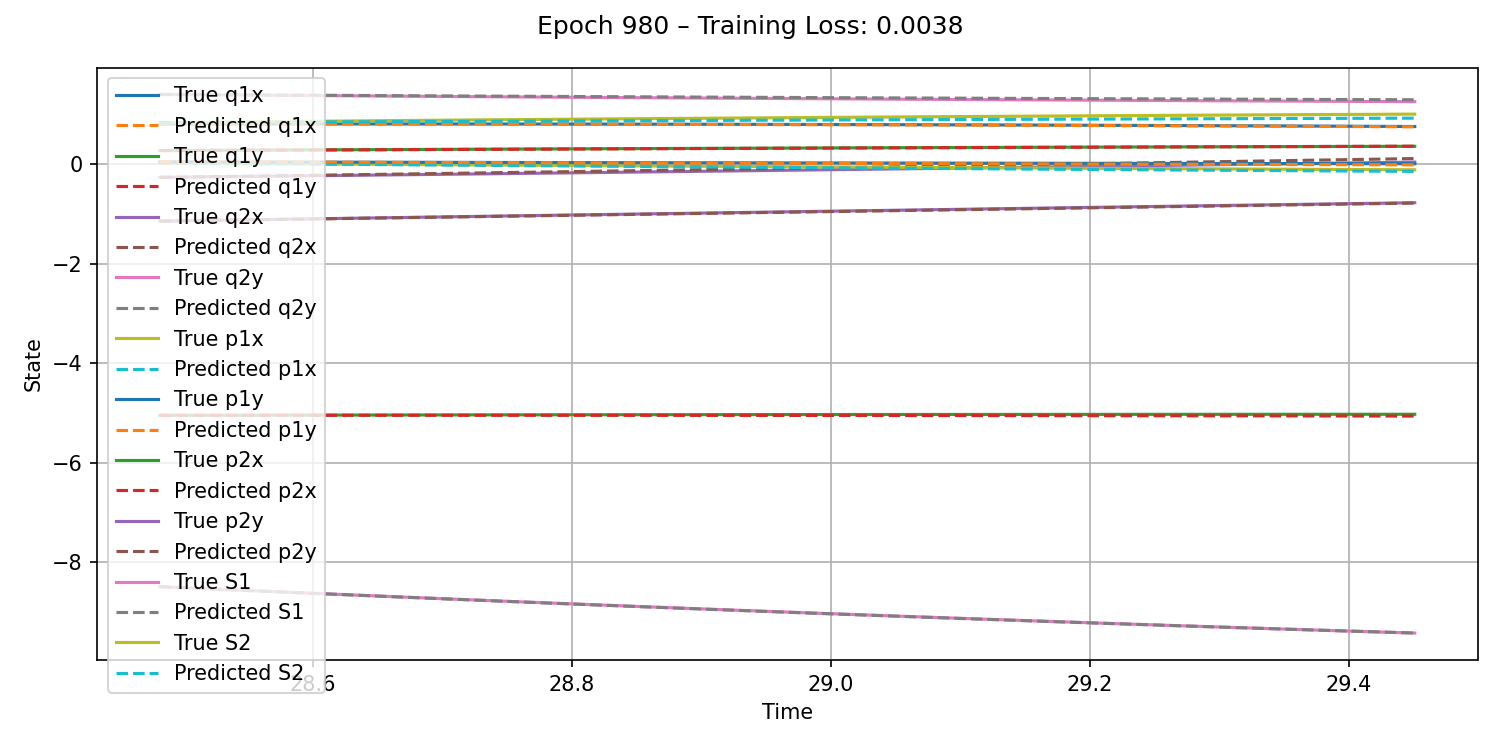 Epoch 980 – Training Loss: 0.0038
True q1x
Predicted q1x
True q1y
Predicted q1y
True q2x
Predicted q2x
True q2y
Predicted q2y
True p1x
Predicted p1x
True p1y
Predicted p1y
True p2x
Predicted p2x
True p2y
Predicted p2y
True S1
Predicted S1
True S2
Predicted S2
0
−2
−4
−6
−8
State
28.6
28.8
29.0
29.2
29.4
Time